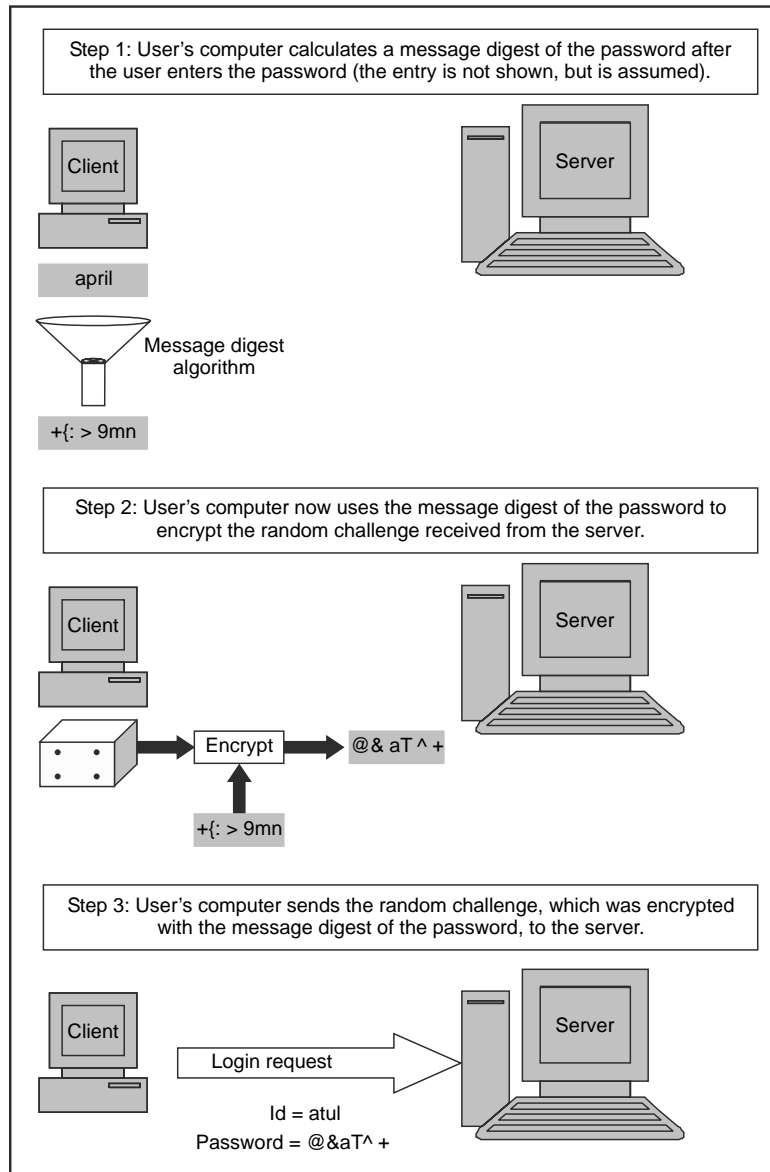 Step 1: User’s computer calculates a message digest of the password after
the user enters the password (the entry is not shown, but is assumed).
Client
Server
april
Message digest
algorithm
+{: > 9mn
Step 2: User’s computer now uses the message digest of the password to
encrypt the random challenge received from the server.
Client
Server
Encrypt
@& aT ^ +
+{: > 9mn
Step 3: User’s computer sends the random challenge, which was encrypted
with the message digest of the password, to the server.
Client
Server
Login request
Id = atul
Password = @&aT^ +